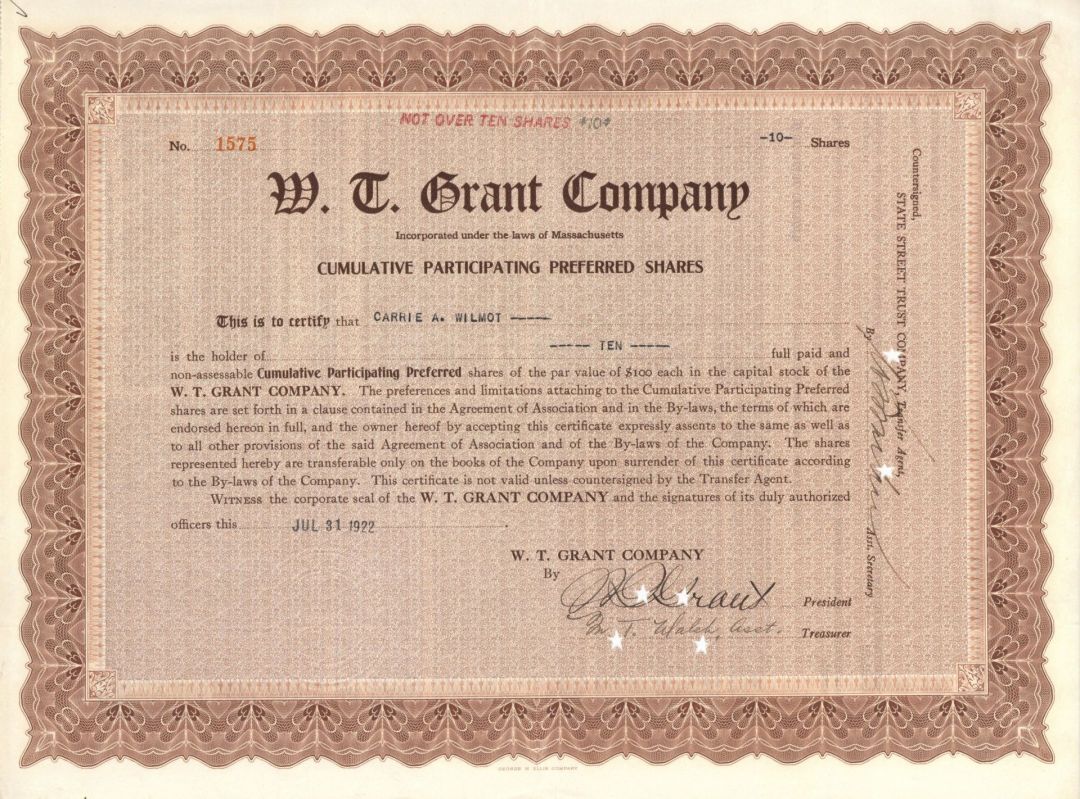 NOT OVER TEN SHARES *10*
No. 1575
-10- Shares
W. T. Grant Company
Incorporated under the laws of Massachusetts
CUMULATIVE PARTICIPATING PREFERRED SHARES
This is to certify that CARRIE A. WILMOT -----
is the holder of ----- TEN ----- full paid and
non-assessable Cumulative Participating Preferred shares of the par value of $100 each in the capital stock of the
W. T. GRANT COMPANY. The preferences and limitations attaching to the Cumulative Participating Preferred
shares are set forth in a clause contained in the Agreement of Association and in the By-laws, the terms of which are
endorsed hereon in full, and the owner hereof by accepting this certificate expressly assents to the same as well as
to all other provisions of the said Agreement of Association and of the By-laws of the Company. The shares
represented hereby are transferable only on the books of the Company upon surrender of this certificate according
to the By-laws of the Company. This certificate is not valid unless countersigned by the Transfer Agent.
WITNESS the corporate seal of the W. T. GRANT COMPANY and the signatures of its duly authorized
officers this JUL 31 1922.
W. T. GRANT COMPANY
By
Grant President
M. T. Walsh, Asst. Treasurer
Countersigned,
STATE STREET TRUST COMPANY, Transfer Agent,
By Asst. Secretary
GEORGE H. ELLIS COMPANY